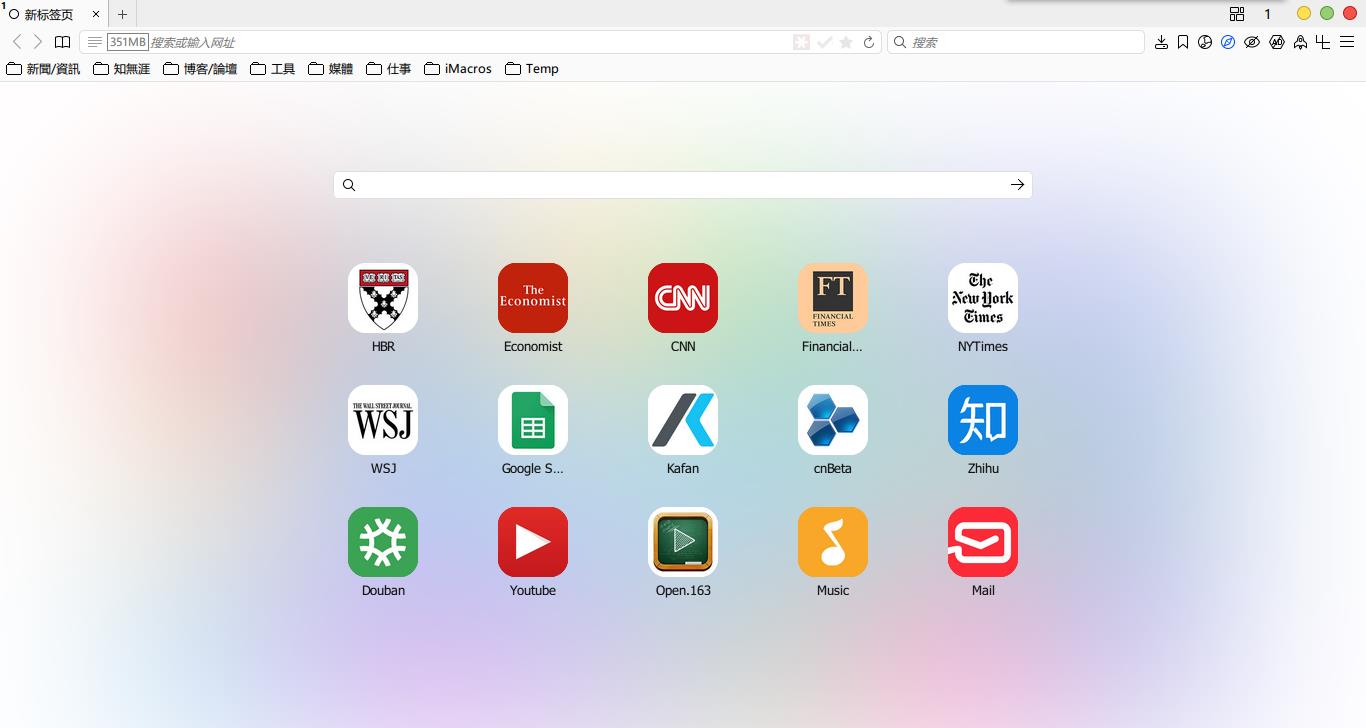 1
新标签页
1
351MB
搜索或输入网址
搜索
新聞/資訊
知無涯
博客/論壇
工具
媒體
仕事
iMacros
Temp
VE RI TAS
The
Economist
CNN
FT
FINANCIAL
TIMES
The
New York
Times
HBR
Economist
CNN
Financial...
NYTimes
THE WALL STREET JOURNAL
WSJ
知
WSJ
Google S...
Kafan
cnBeta
Zhihu
Douban
Youtube
Open.163
Music
Mail